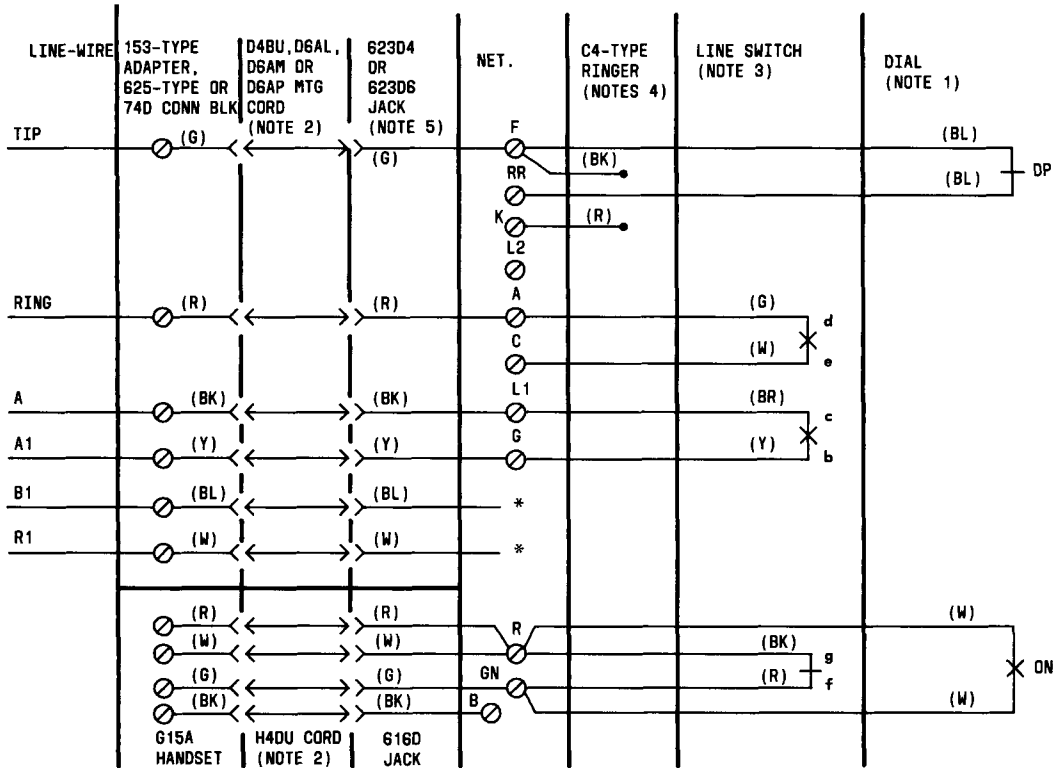 LINE-WIRE
153-TYPE
ADAPTER,
625-TYPE OR
74D CONN BLK
D4BU, D6AL,
D6AM OR
D6AP MTG
CORD
(NOTE 2)
623D4
OR
623D6
JACK
(NOTE 5)
NET.
C4-TYPE
RINGER
(NOTES 4)
LINE SWITCH
(NOTE 3)
DIAL
(NOTE 1)
TIP (G) (G) F (BK) (BL)
RR (BL) DP
K (R)
L2
RING (R) (R) A (G) d
C (W) e
A (BK) (BK) L1 (BR) c
A1 (Y) (Y) G (Y) b
B1 (BL) (BL) *
R1 (W) (W) *
(R) (R) R (W)
(W) (W) (BK) g
ON
(G) (G) GN (R) f
(BK) (BK) B (W)
G15A
HANDSET
H4DU CORD
(NOTE 2)
616D
JACK